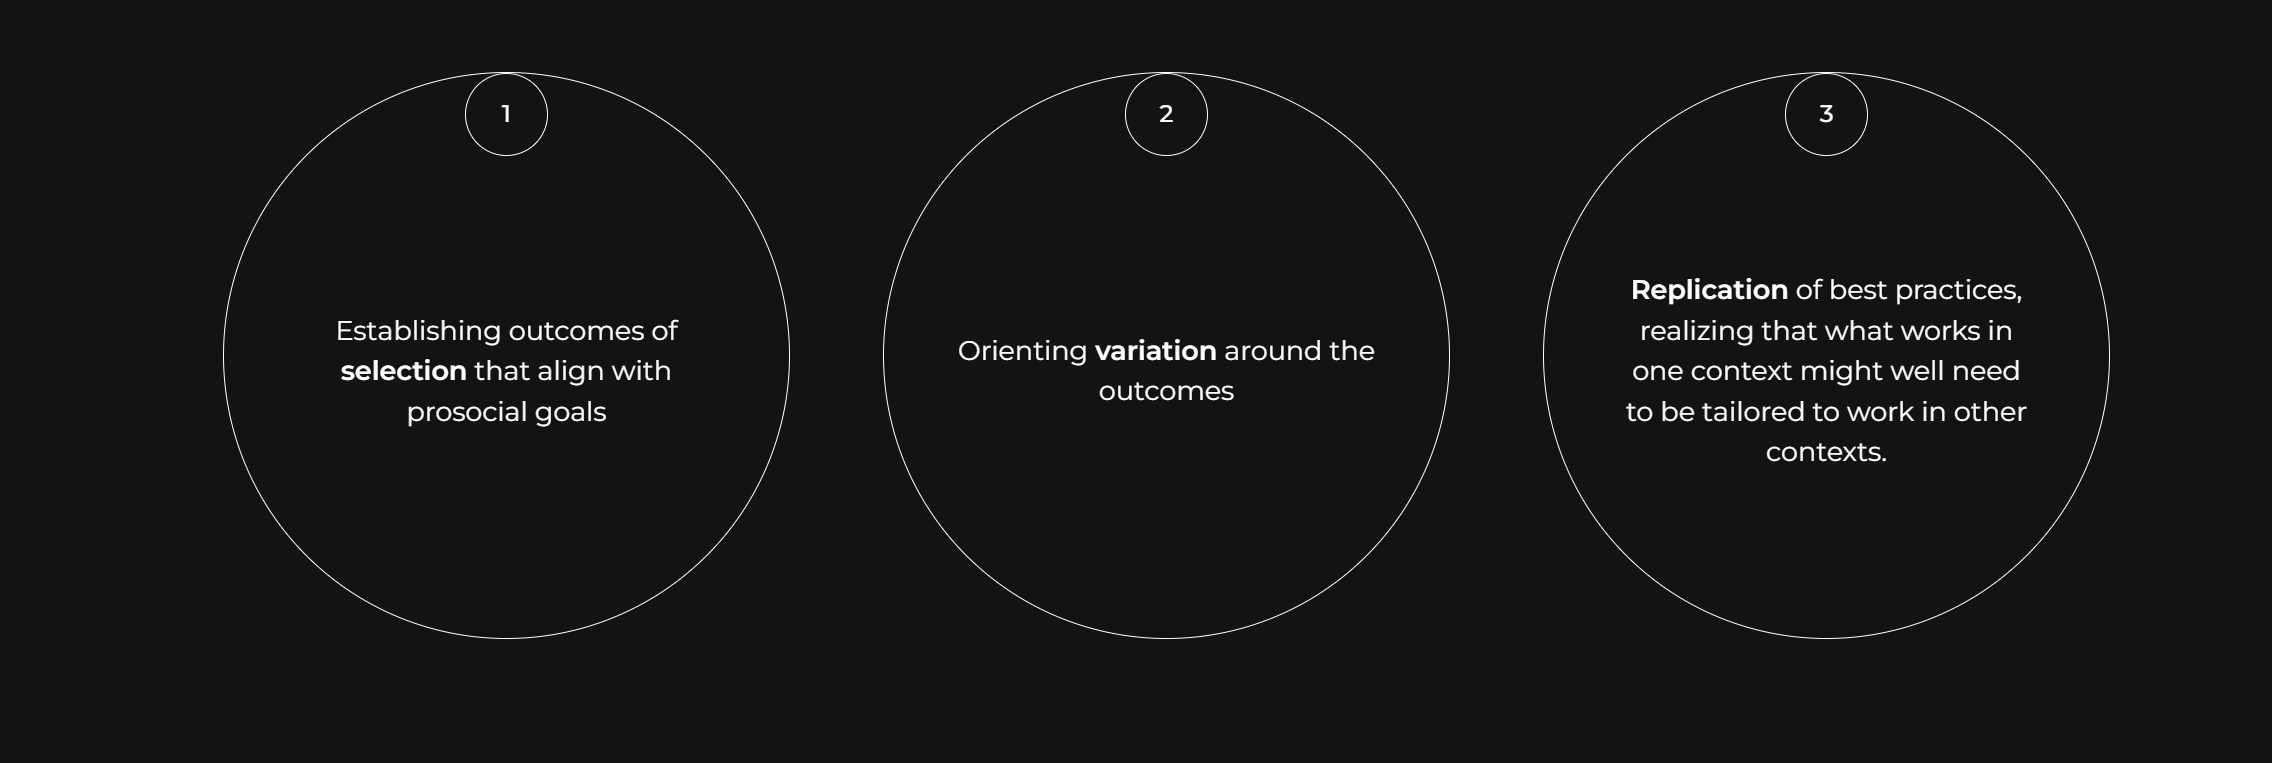 1
Establishing outcomes of
selection that align with
prosocial goals
2
Orienting variation around the
outcomes
3
Replication of best practices,
realizing that what works in
one context might well need
to be tailored to work in other
contexts.